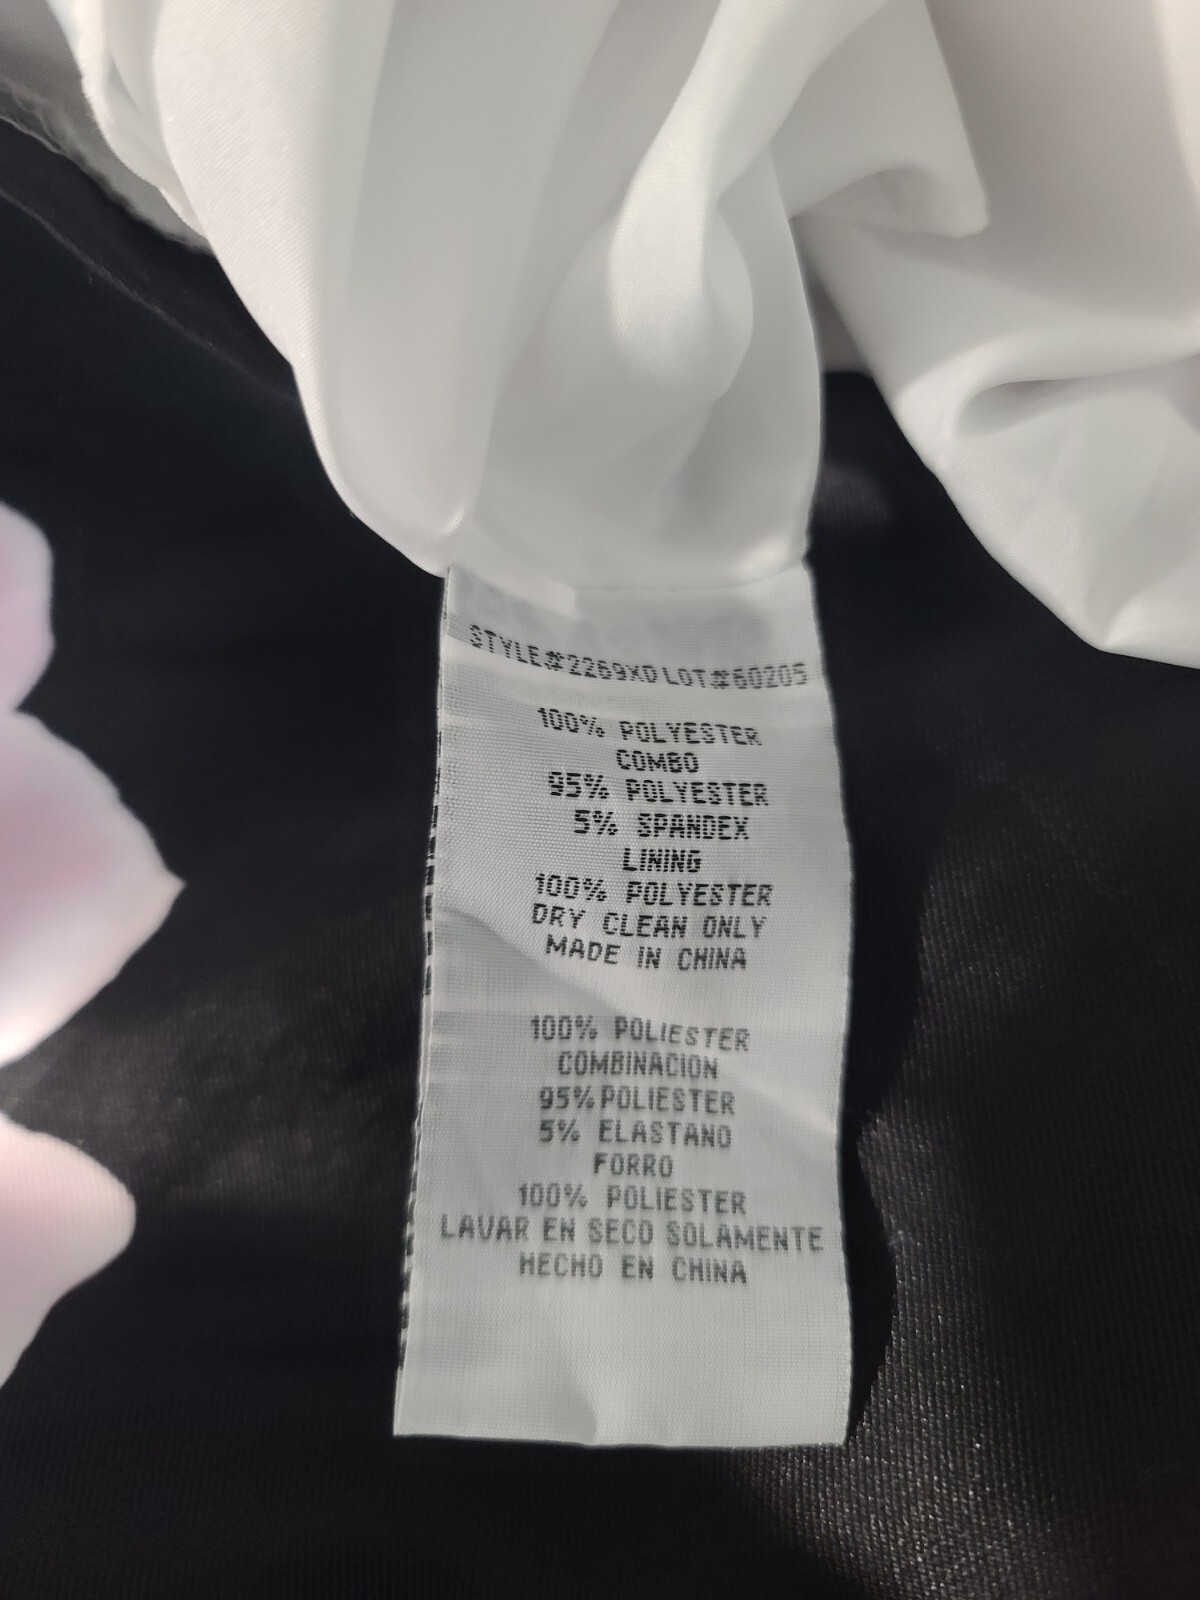 STYLE#2269XD LOT#60205
100% POLYESTER
COMBO
95% POLYESTER
5% SPANDEX
LINING
100% POLYESTER
DRY CLEAN ONLY
MADE IN CHINA
100% POLIESTER
COMBINACION
95% POLIESTER
5% ELASTANO
FORRO
100% POLIESTER
LAVAR EN SECO SOLAMENTE
HECHO EN CHINA